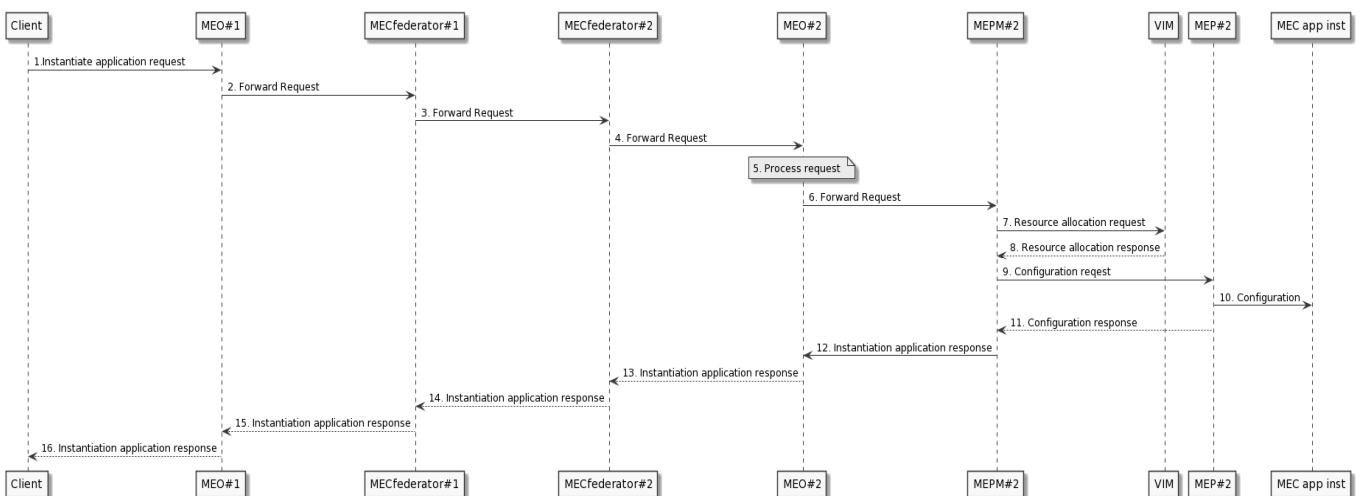 Client
MEO#1
MECfederator#1
MECfederator#2
MEO#2
MEPM#2
VIM
MEP#2
MEC app inst
1.Instantiate application request
2. Forward Request
3. Forward Request
4. Forward Request
5. Process request
6. Forward Request
7. Resource allocation request
8. Resource allocation response
9. Configuration reqest
10. Configuration
11. Configuration response
12. Instantiation application response
13. Instantiation application response
14. Instantiation application response
15. Instantiation application response
16. Instantiation application response
Client
MEO#1
MECfederator#1
MECfederator#2
MEO#2
MEPM#2
VIM
MEP#2
MEC app inst